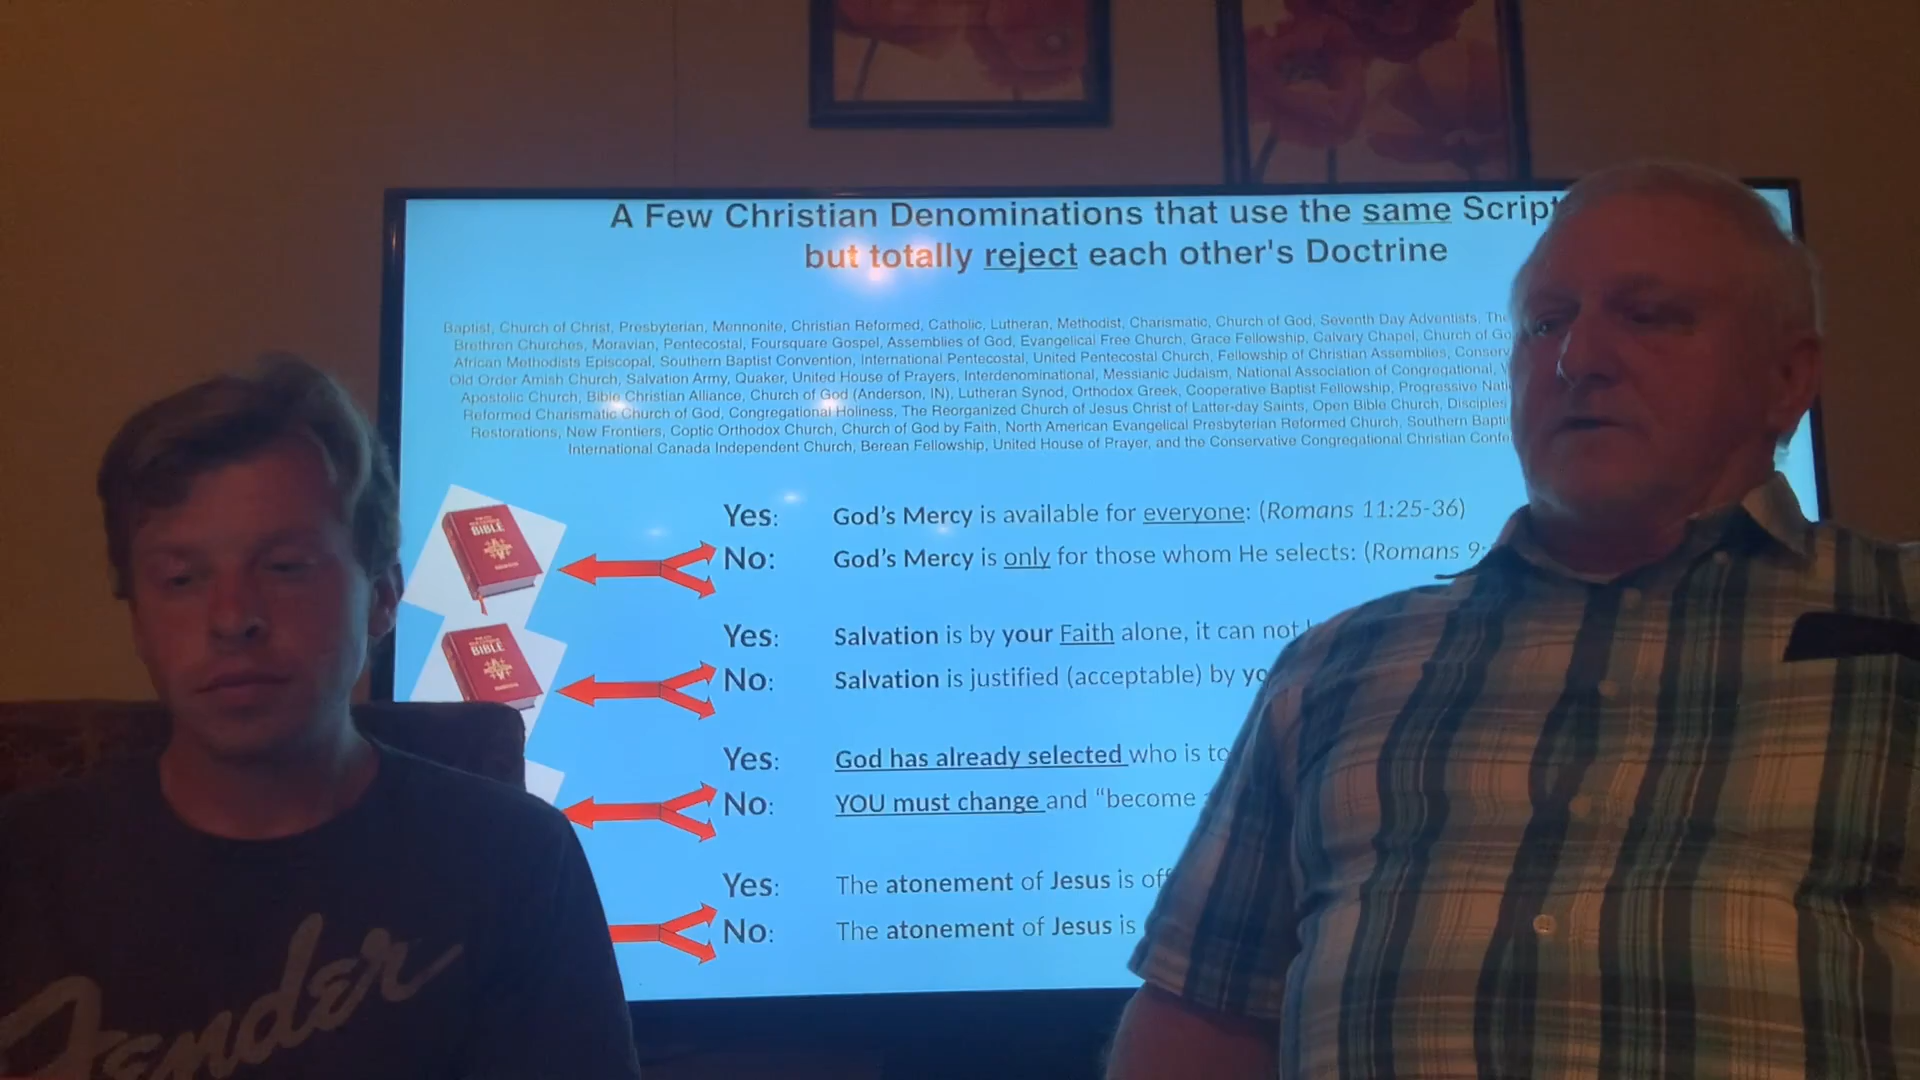 A Few Christian Denominations that use the same Script
but totally reject each other's Doctrine
Baptist, Church of Christ, Presbyterian, Mennonite, Christian Reformed, Catholic, Lutheran, Methodist, Charismatic, Church of God, Seventh Day Adventists, The
Brethren Churches, Moravian, Pentecostal, Foursquare Gospel, Assemblies of God, Evangelical Free Church, Grace Fellowship, Calvary Chapel, Church of Go
African Methodists Episcopal, Southern Baptist Convention, International Pentecostal, United Pentecostal Church, Fellowship of Christian Assemblies, Conserv
Old Order Amish Church, Salvation Army, Quaker, United House of Prayers, Interdenominational, Messianic Judaism, National Association of Congregational,
Apostolic Church, Bible Christian Alliance, Church of God (Anderson, IN), Lutheran Synod, Orthodox Greek, Cooperative Baptist Fellowship, Progressive Nati
Reformed Charismatic Church of God, Congregational Holiness, The Reorganized Church of Jesus Christ of Latter-day Saints, Open Bible Church, Disciples
Restorations, New Frontiers, Coptic Orthodox Church, Church of God by Faith, North American Evangelical Presbyterian Reformed Church, Southern Bapti
International Canada Independent Church, Berean Fellowship, United House of Prayer, and the Conservative Congregational Christian Confe
BIBLE
Yes: God's Mercy is available for everyone: (Romans 11:25-36)
No: God's Mercy is only for those whom He selects: (Romans 9:
BIBLE
Yes: Salvation is by your Faith alone, it can not
No: Salvation is justified (acceptable) by yo
Yes: God has already selected who is to
No: YOU must change and “become
Yes: The atonement of Jesus is off
No: The atonement of Jesus is
Fender